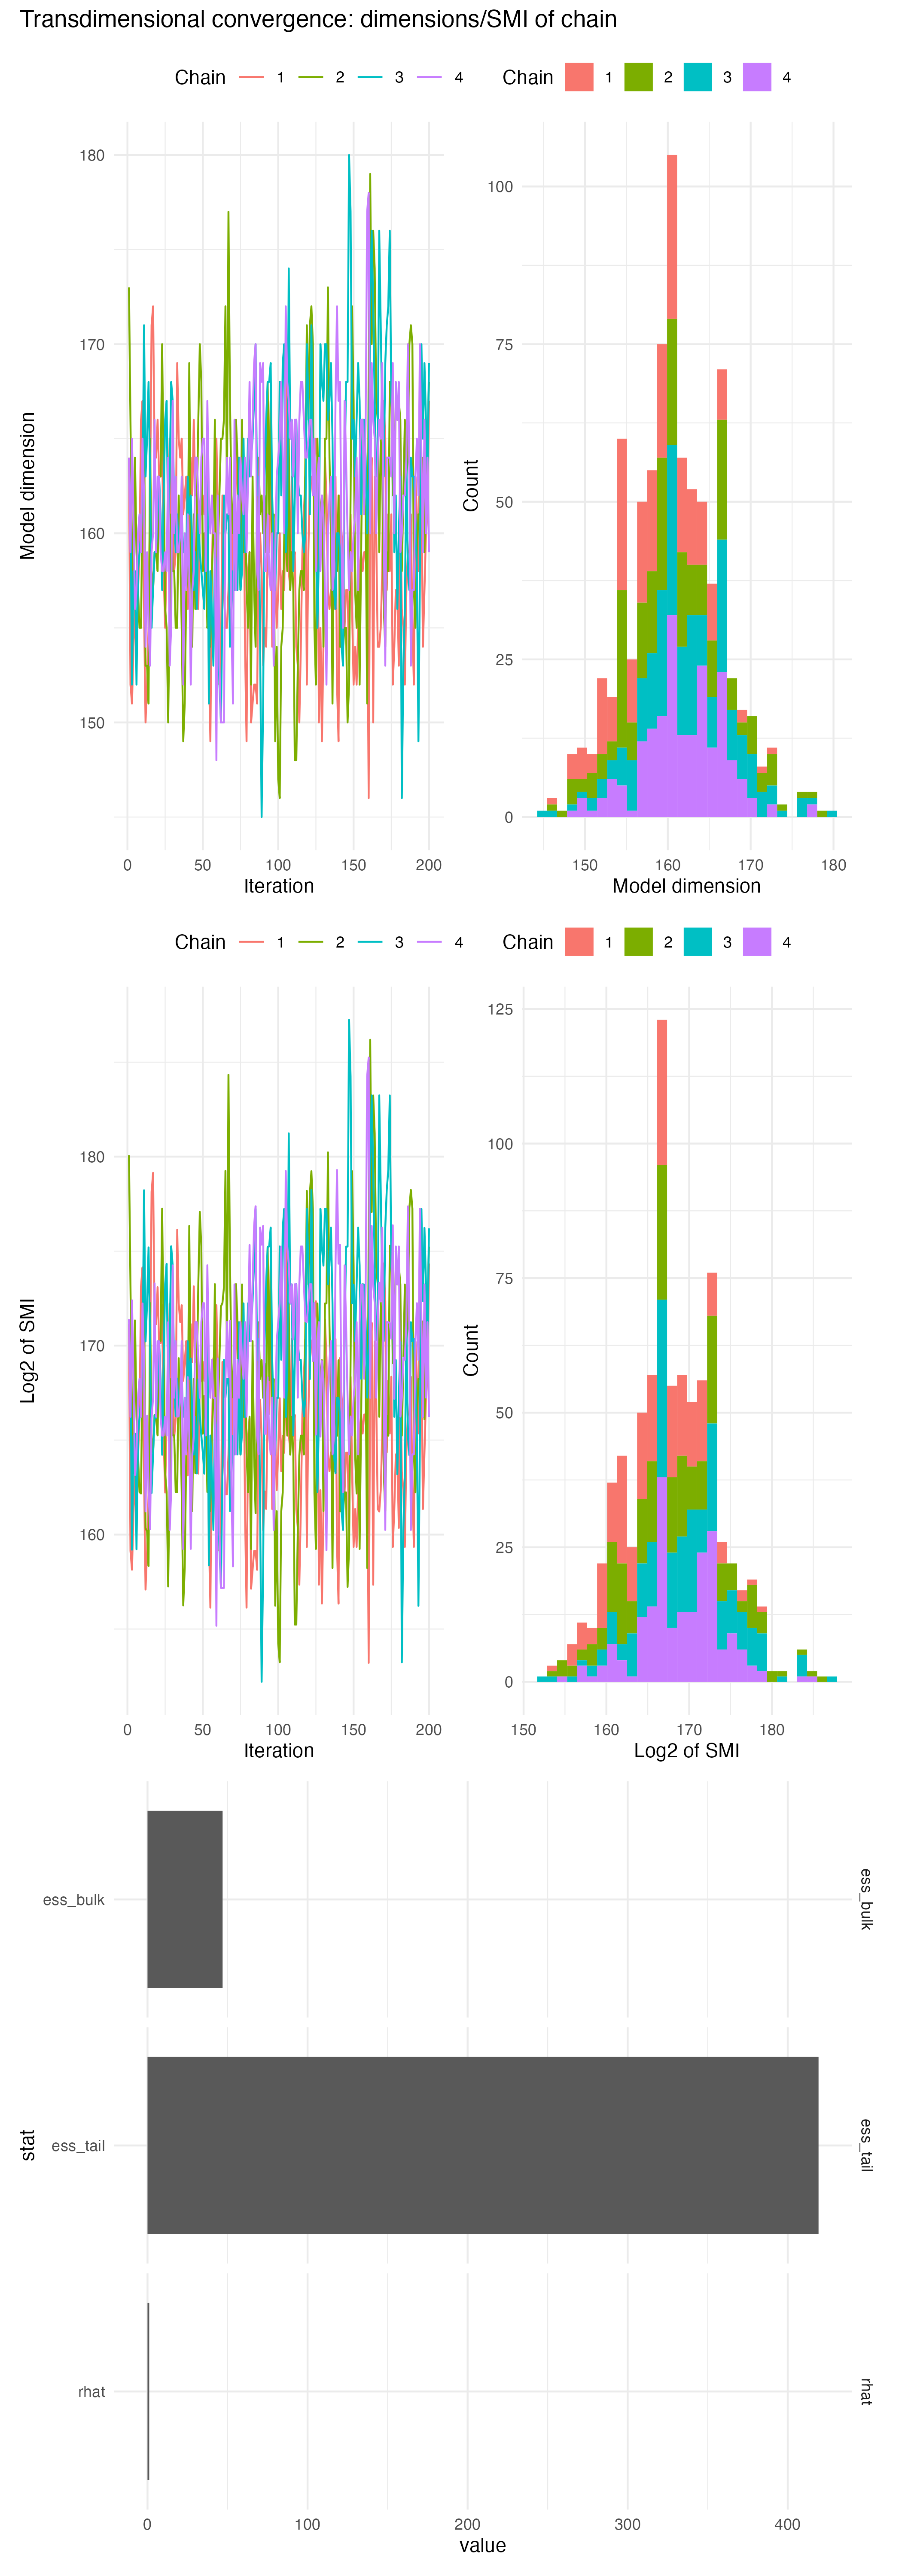 Transdimensional convergence: dimensions/SMI of chain
Chain 1 2 3 4 Chain 1 2 3 4
180
170
160
150
Model dimension
0 50 100 150 200
Iteration
100
75
50
25
0
Count
150 160 170 180
Model dimension
Chain 1 2 3 4 Chain 1 2 3 4
180
170
160
Log2 of SMI
0 50 100 150 200
Iteration
125
100
75
50
25
0
Count
150 160 170 180
Log2 of SMI
ess_bulk
ess_bulk
stat
ess_tail
ess_tail
rhat
rhat
0 100 200 300 400
value